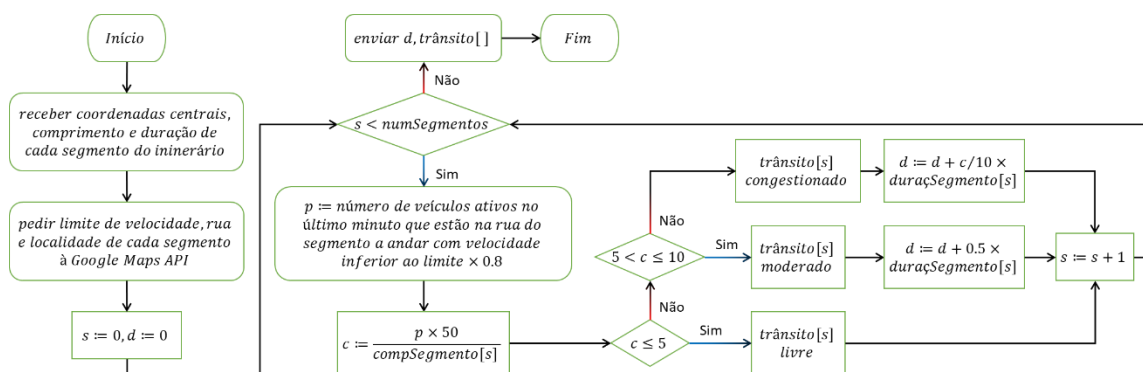 Início
receber coordenadas centrais,
comprimento e duração de
cada segmento do ininerário
pedir limite de velocidade, rua
e localidade de cada segmento
à Google Maps API
s ≔ 0, d ≔ 0
enviar d, trânsito[ ]
Fim
Não
s < numSegmentos
Sim
p ≔ número de veículos ativos no
último minuto que estão na rua do
segmento a andar com velocidade
inferior ao limite × 0.8
c ≔ p × 50 / compSegmento[s]
c ≤ 5
Sim
trânsito[s]
livre
Não
5 < c ≤ 10
Sim
trânsito[s]
moderado
d ≔ d + 0.5 ×
duraçSegmento[s]
Não
trânsito[s]
congestionado
d ≔ d + c/10 ×
duraçSegmento[s]
s ≔ s + 1